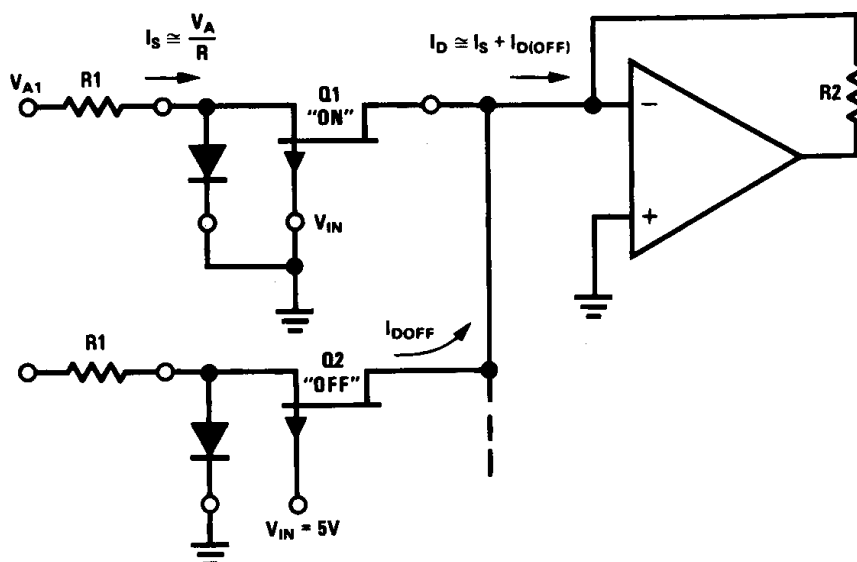 I_S ≅ V_A / R
I_D ≅ I_S + I_D(OFF)
V_A1
R1
Q1
"ON"
R2
−
+
V_IN
R1
I_DOFF
Q2
"OFF"
V_IN = 5V